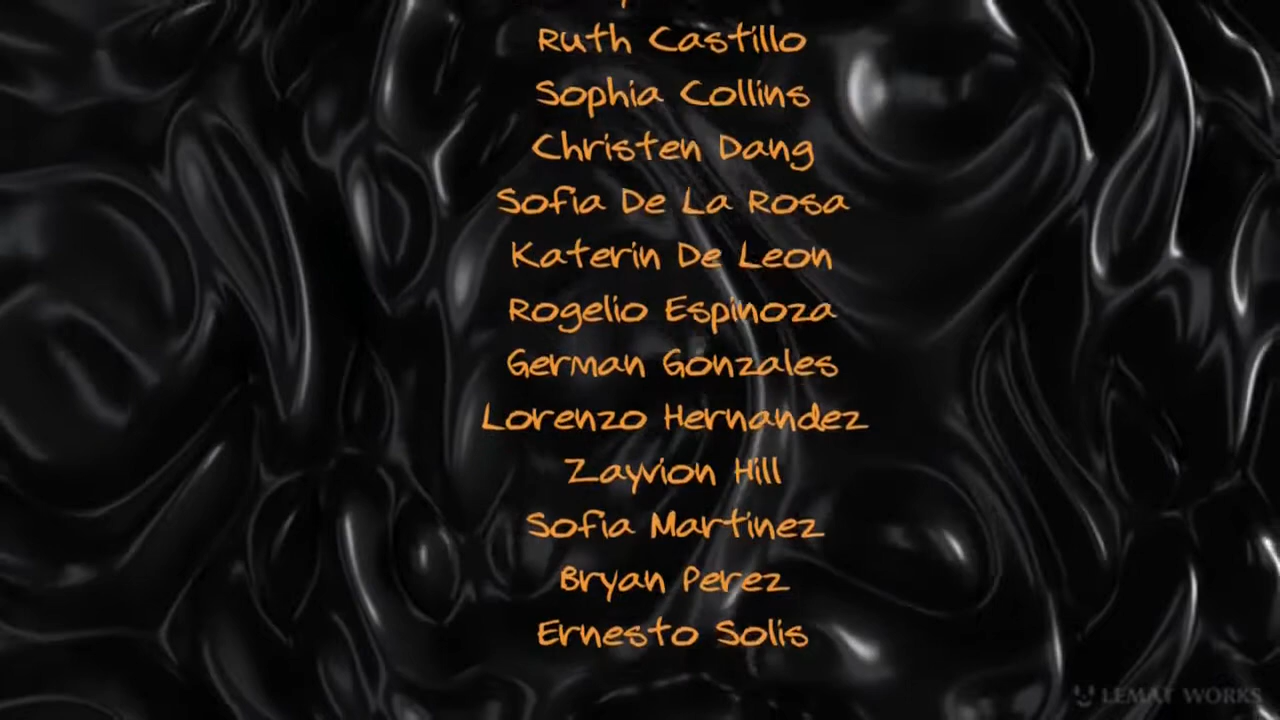 Ruth Castillo
Sophia Collins
Christen Dang
Sofia De La Rosa
Katerin De Leon
Rogelio Espinoza
German Gonzales
Lorenzo Hernandez
Zayvion Hill
Sofia Martinez
Bryan Perez
Ernesto Solis
LEMAT WORKS